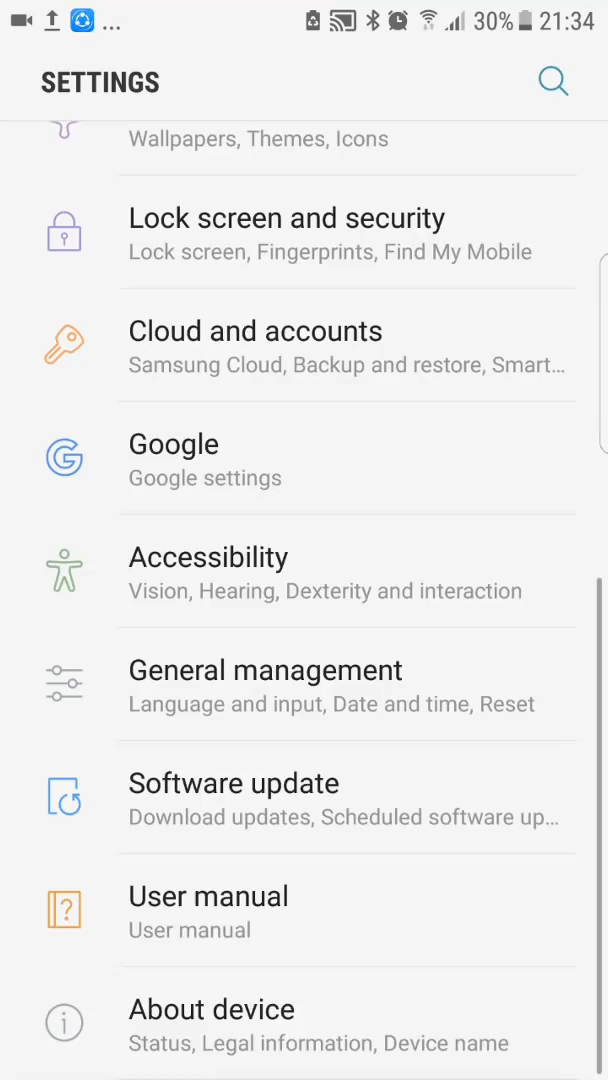 ... 30% 21:34
SETTINGS
Wallpapers, Themes, Icons
Lock screen and security
Lock screen, Fingerprints, Find My Mobile
Cloud and accounts
Samsung Cloud, Backup and restore, Smart...
Google
Google settings
Accessibility
Vision, Hearing, Dexterity and interaction
General management
Language and input, Date and time, Reset
Software update
Download updates, Scheduled software up...
User manual
User manual
About device
Status, Legal information, Device name